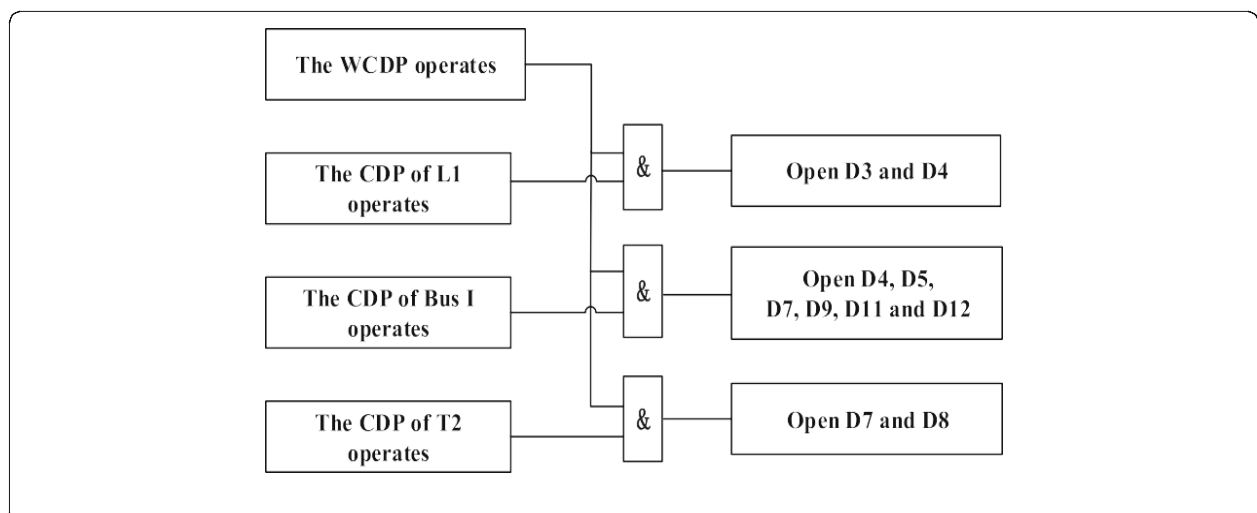 The WCDP operates
The CDP of L1
operates
&
Open D3 and D4
The CDP of Bus I
operates
&
Open D4, D5,
D7, D9, D11 and D12
The CDP of T2
operates
&
Open D7 and D8